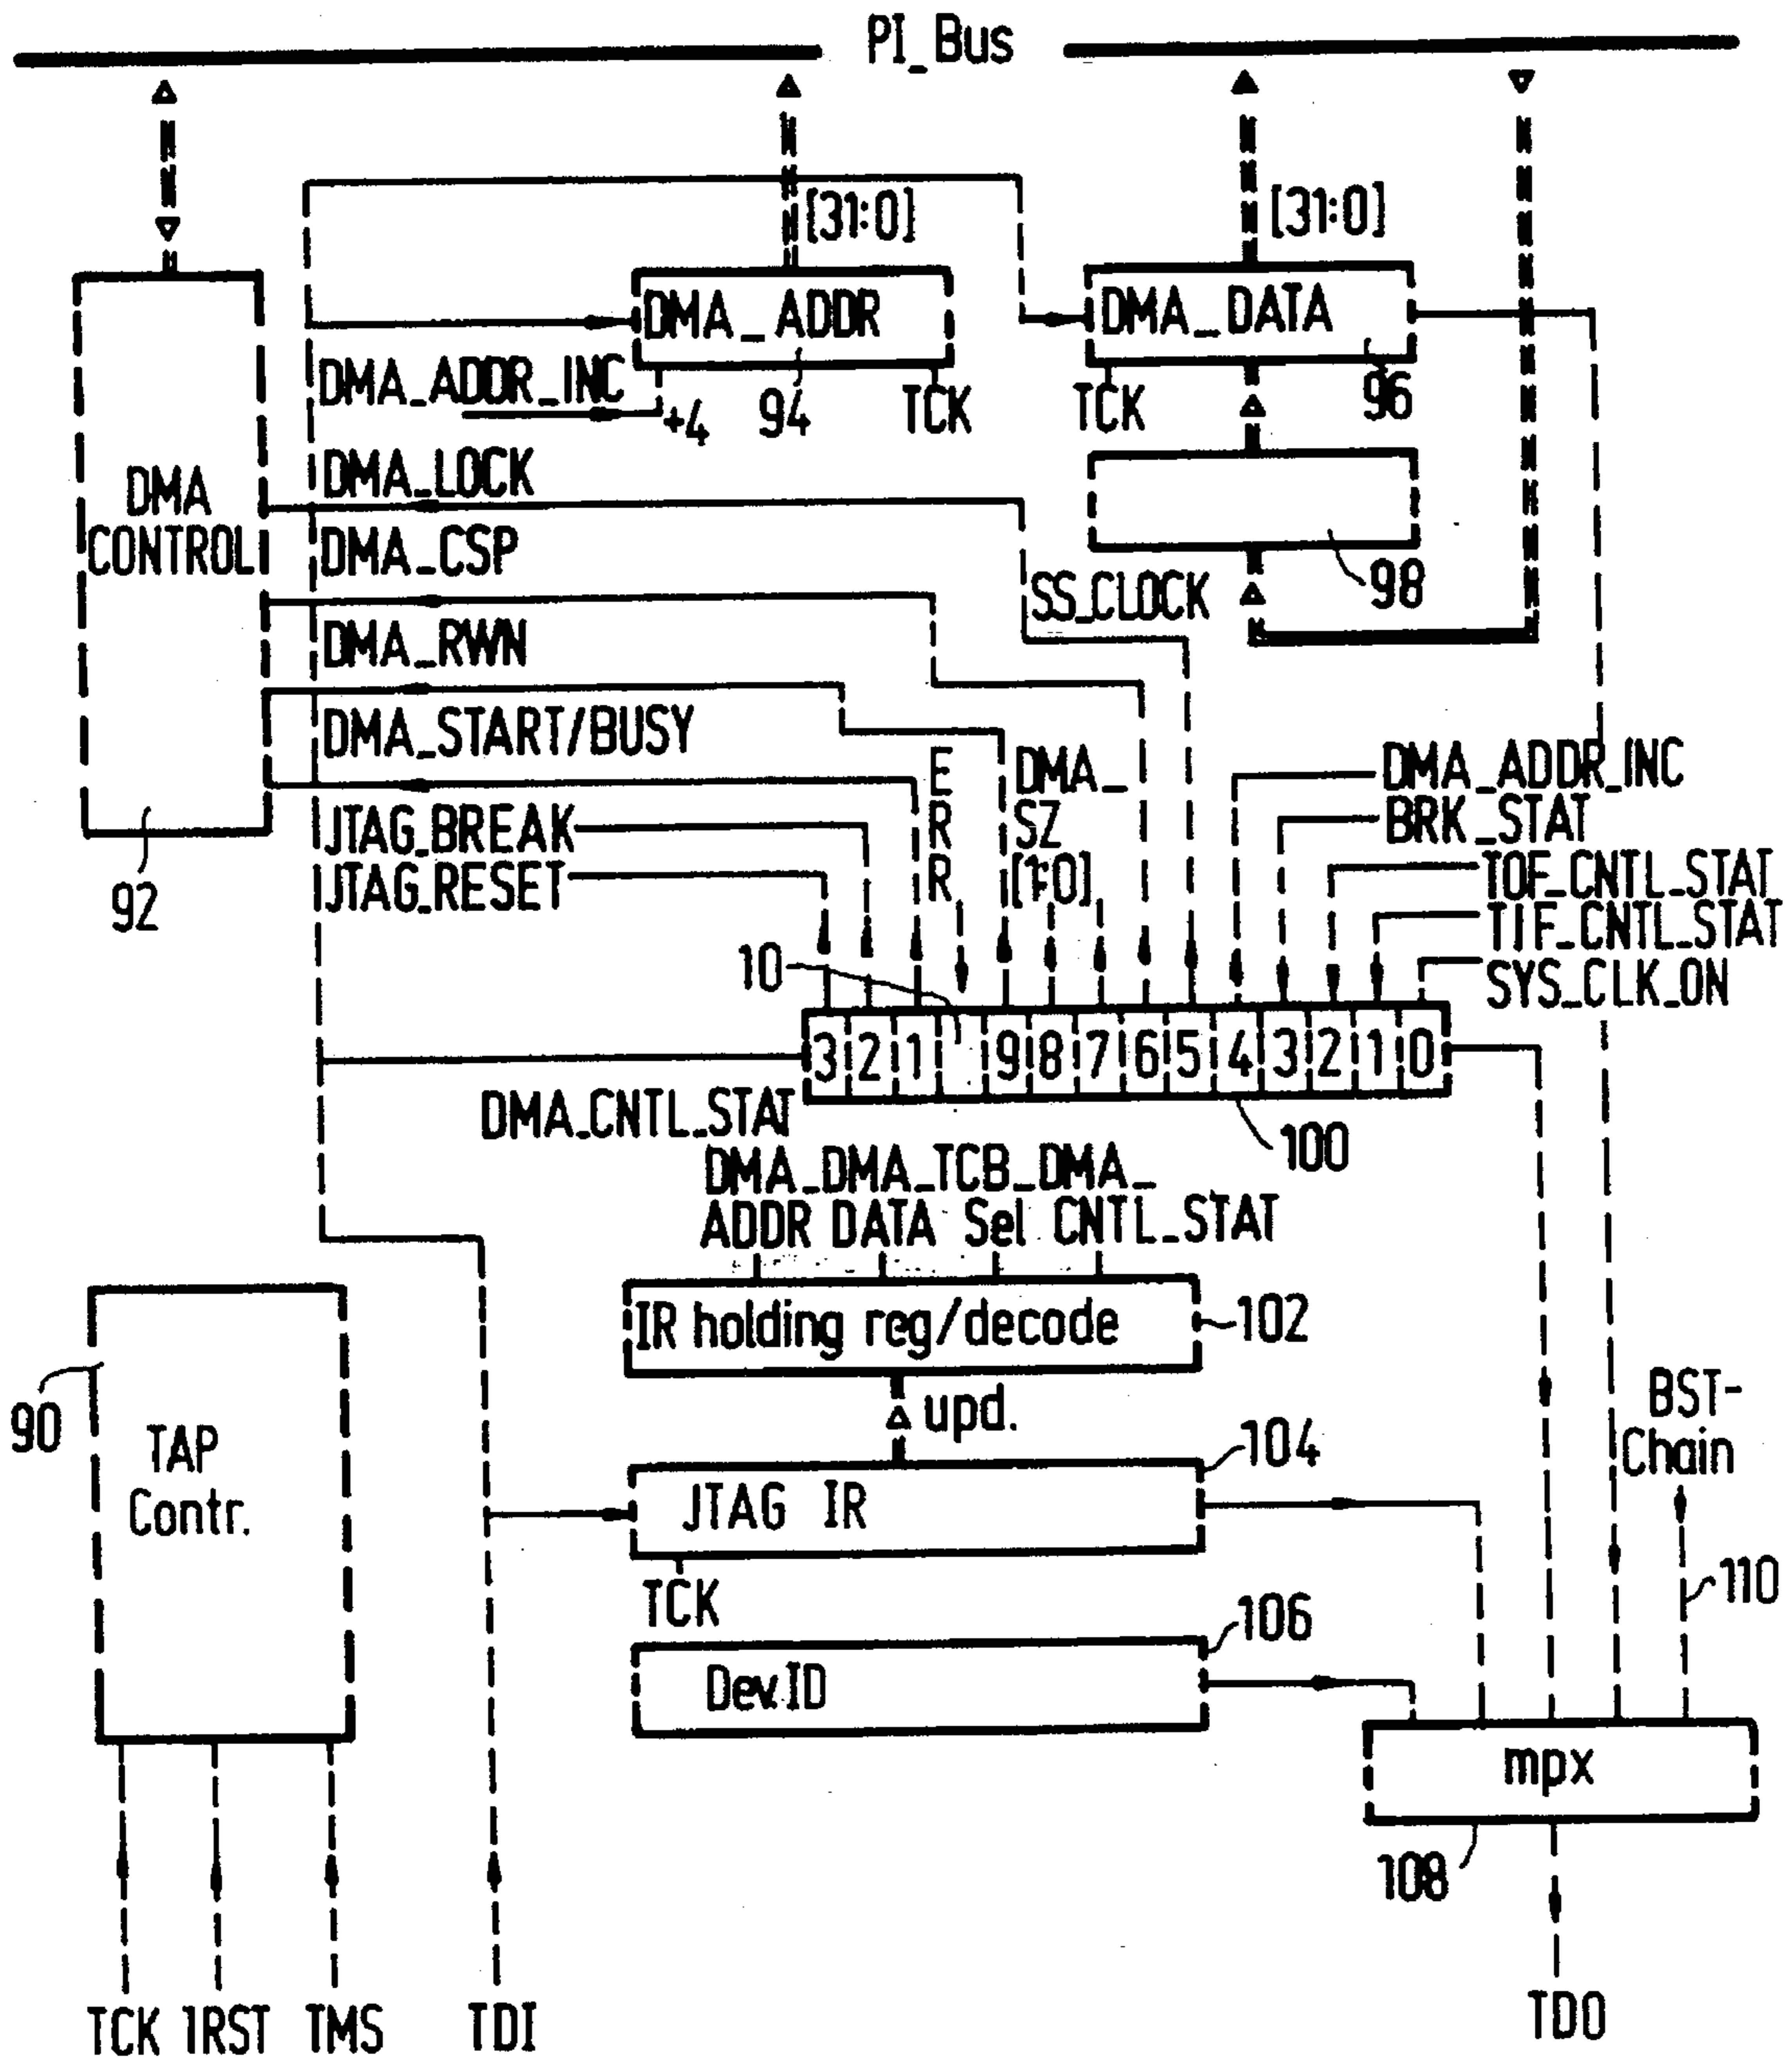 PI_Bus
[31:0]
[31:0]
DMA_ADDR
DMA_DATA
DMA_ADDR_INC
+4
94
TCK
TCK
96
DMA_LOCK
DMA
CONTROL
DMA_CSP
SS_CLOCK
98
DMA_RWN
DMA_START/BUSY
E
R
R
DMA_
SZ
[1:0]
DMA_ADDR_INC
BRK_STAT
TOF_CNTL_STAT
TIF_CNTL_STAT
SYS_CLK_ON
JTAG_BREAK
JTAG_RESET
92
10
3 2 1 9 8 7 6 5 4 3 2 1 0
DMA_CNTL_STAT
100
DMA_DMA_TCB_DMA_
ADDR DATA Sel CNTL_STAT
IR holding reg/decode
102
90
TAP
Contr.
upd.
BST-
Chain
104
JTAG IR
TCK
110
106
Dev.ID
mpx
108
TCK 1RST TMS TDI TDO